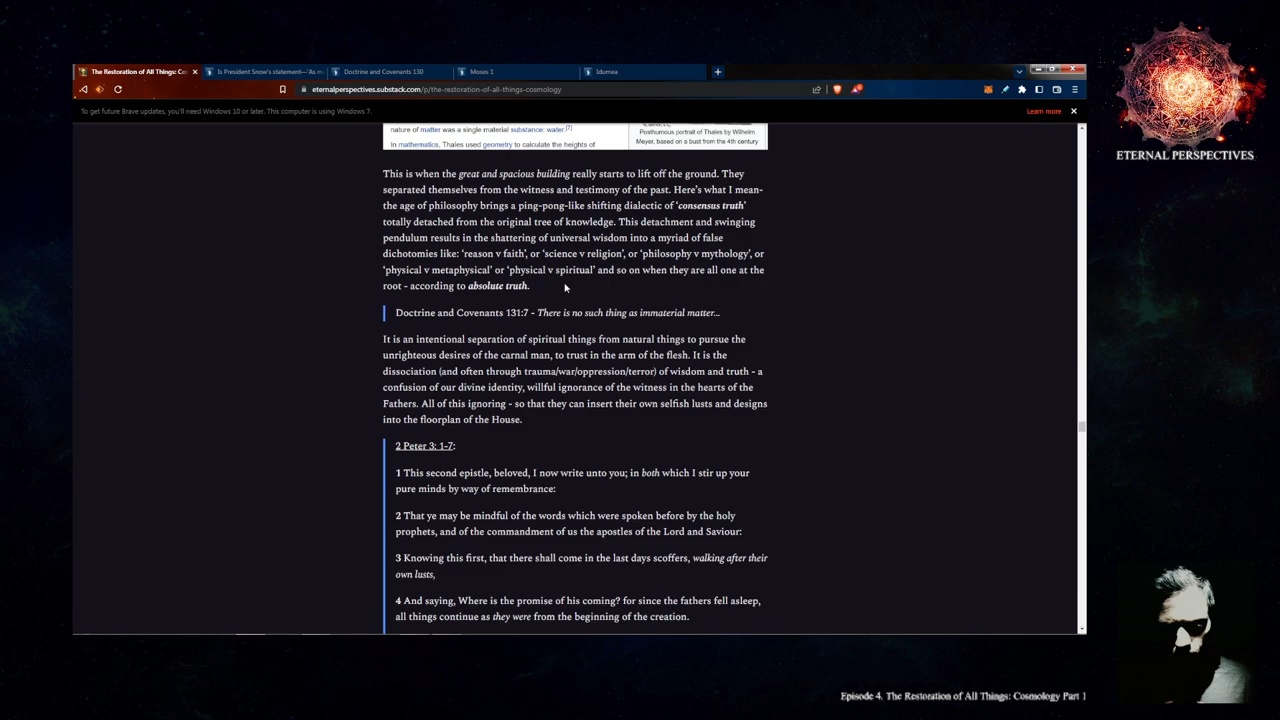 The Restoration of All Things: Co
Is President Snow's statement—'As m
Doctrine and Covenants 130
Moses 1
Idumea
eternalperspectives.substack.com/p/the-restoration-of-all-things-cosmology
To get future Brave updates, you'll need Windows 10 or later. This computer is using Windows 7.
Learn more
ETERNAL PERSPECTIVES
nature of matter was a single material substance: water.[7]
In mathematics, Thales used geometry to calculate the heights of
Posthumous portrait of Thales by Wilhelm
Meyer, based on a bust from the 4th century
This is when the great and spacious building really starts to lift off the ground. They
separated themselves from the witness and testimony of the past. Here's what I mean-
the age of philosophy brings a ping-pong-like shifting dialectic of 'consensus truth'
totally detached from the original tree of knowledge. This detachment and swinging
pendulum results in the shattering of universal wisdom into a myriad of false
dichotomies like: 'reason v faith', or 'science v religion', or 'philosophy v mythology', or
'physical v metaphysical' or 'physical v spiritual' and so on when they are all one at the
root - according to absolute truth.
Doctrine and Covenants 131:7 - There is no such thing as immaterial matter...
It is an intentional separation of spiritual things from natural things to pursue the
unrighteous desires of the carnal man, to trust in the arm of the flesh. It is the
dissociation (and often through trauma/war/oppression/terror) of wisdom and truth - a
confusion of our divine identity, willful ignorance of the witness in the hearts of the
Fathers. All of this ignoring - so that they can insert their own selfish lusts and designs
into the floorplan of the House.
2 Peter 3: 1-7:
1 This second epistle, beloved, I now write unto you; in both which I stir up your
pure minds by way of remembrance:
2 That ye may be mindful of the words which were spoken before by the holy
prophets, and of the commandment of us the apostles of the Lord and Saviour:
3 Knowing this first, that there shall come in the last days scoffers, walking after their
own lusts,
4 And saying, Where is the promise of his coming? for since the fathers fell asleep,
all things continue as they were from the beginning of the creation.
Episode 4. The Restoration of All Things: Cosmology Part 1